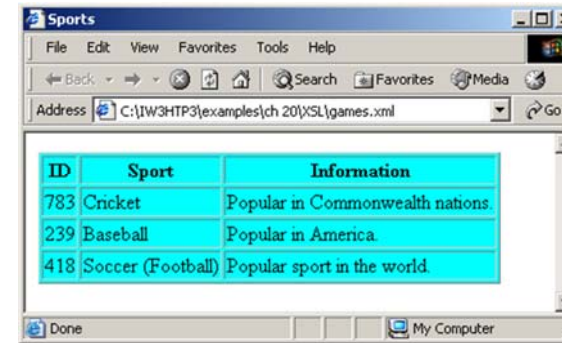 Sports
File Edit View Favorites Tools Help
Back Search Favorites Media
Address C:\IW3HTP3\examples\ch 20\XSL\games.xml Go
ID Sport Information
783 Cricket Popular in Commonwealth nations.
239 Baseball Popular in America.
418 Soccer (Football) Popular sport in the world.
Done My Computer